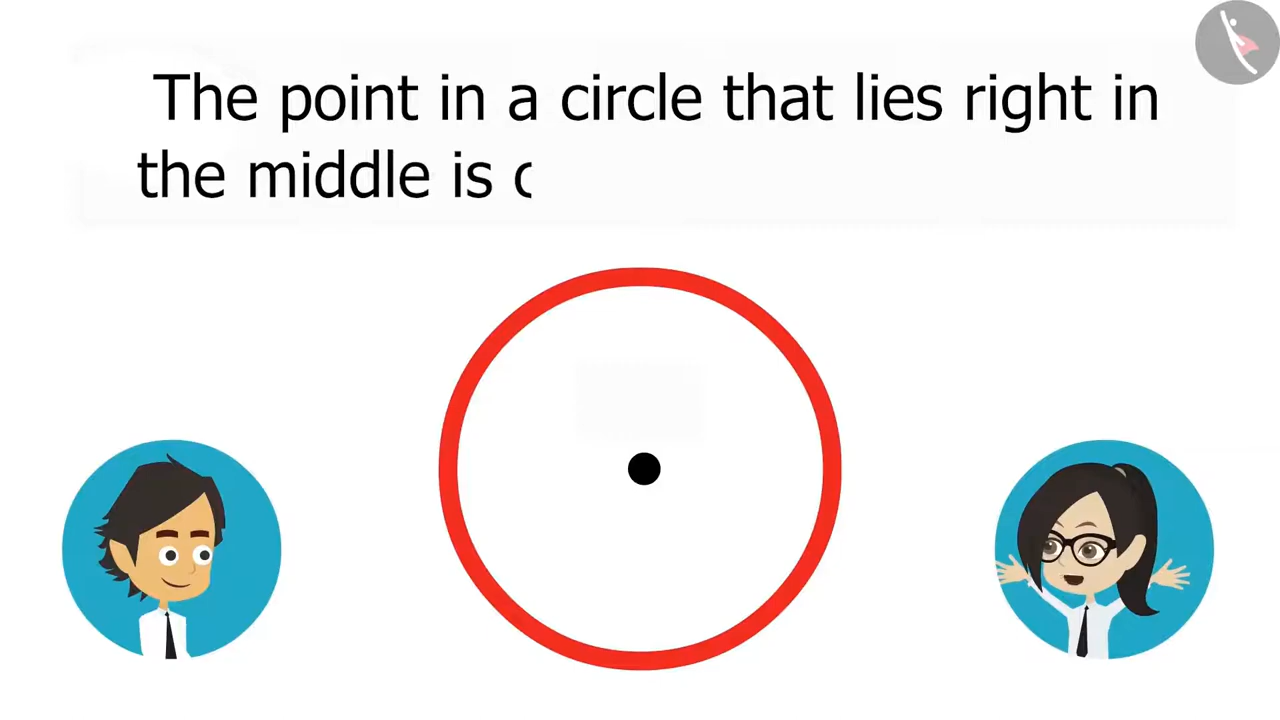 The point in a circle that lies right in
the middle is c